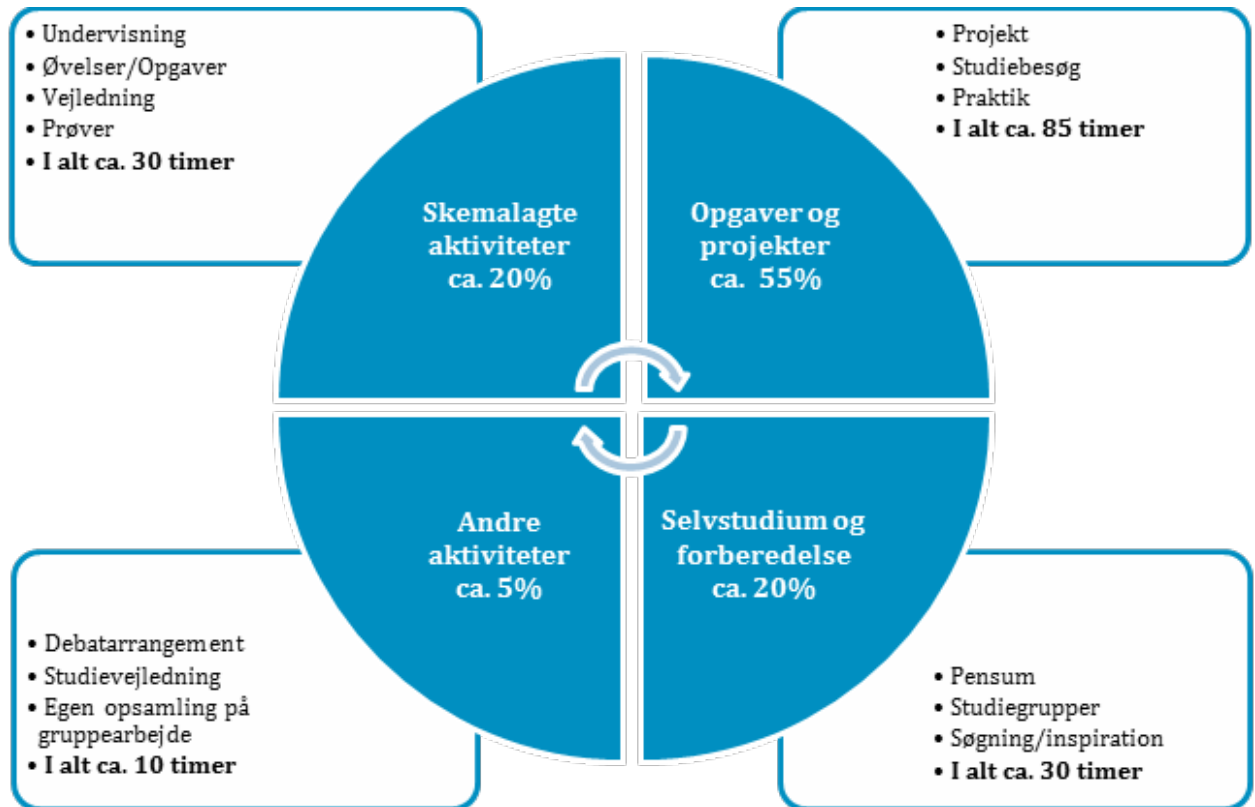 • Undervisning
• Øvelser/Opgaver
• Vejledning
• Prøver
• I alt ca. 30 timer
• Projekt
• Studiebesøg
• Praktik
• I alt ca. 85 timer
Skemalagte
aktiviteter
ca. 20%
Opgaver og
projekter
ca. 55%
Andre
aktiviteter
ca. 5%
Selvstudium og
forberedelse
ca. 20%
• Debatarrangement
• Studievejledning
• Egen opsamling på
gruppearbejde
• I alt ca. 10 timer
• Pensum
• Studiegrupper
• Søgning/inspiration
• I alt ca. 30 timer